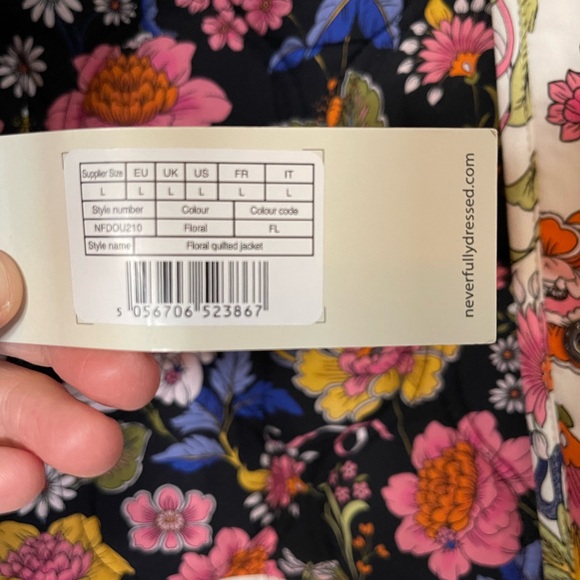 Supplier Size EU UK US FR IT
L L L L L L
Style number Colour Colour code
NFDOU210 Floral FL
Style name Floral quilted jacket
5 056706 523867
neverfullydressed.com